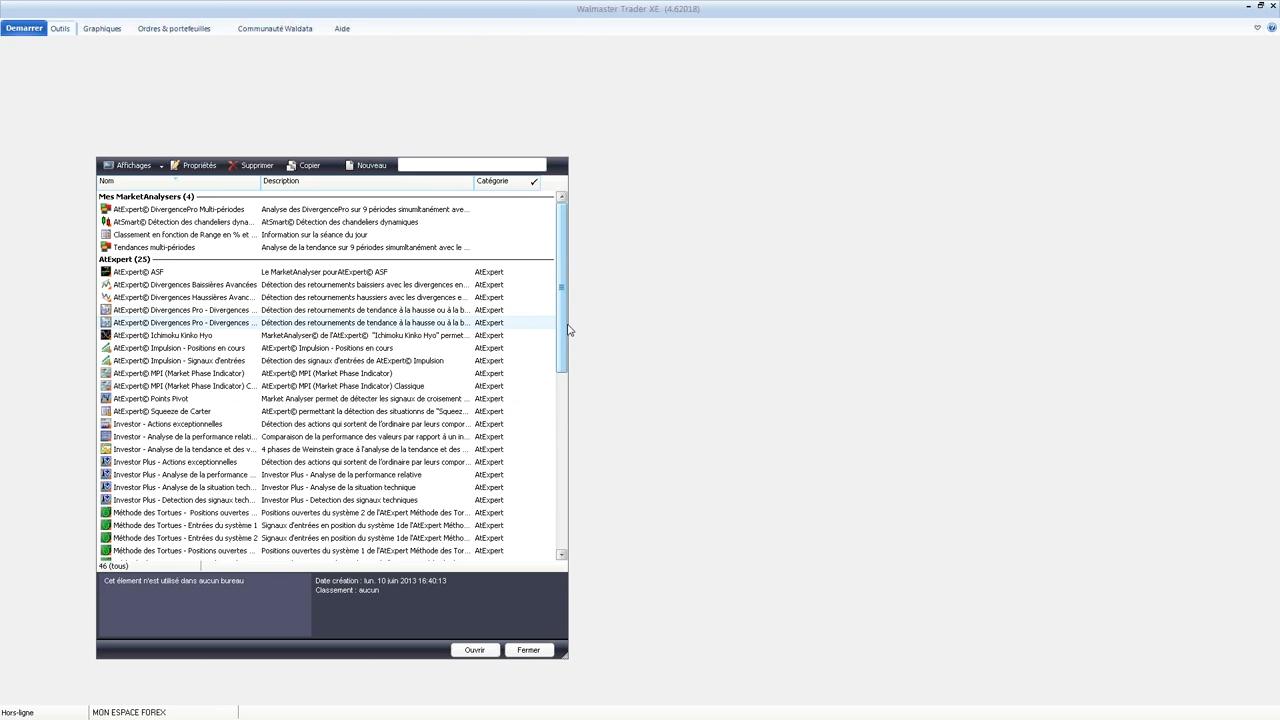 Walmaster Trader XE (4.62018)
Demarrer Outils Graphiques Ordres & portefeuilles Communauté Waldata Aide
Affichages Propriétés Supprimer Copier Nouveau
Nom Description Catégorie
Mes MarketAnalysers (4)
AtExpert© DivergencePro Multi-périodes Analyse des DivergencePro sur 9 périodes simumltanément ave...
AtSmart© Détection des chandeliers dyna... AtSmart© Détection des chandeliers dynamiques
Classement en fonction de Range en % et ... Information sur la séance du jour
Tendances multi-périodes Analyse de la tendance sur 9 périodes simumltanément avec le ...
AtExpert (25)
AtExpert© ASF Le MarketAnalyser pourAtExpert© ASF AtExpert
AtExpert© Divergences Baissières Avancées Détection des retournements baissiers avec les divergences en... AtExpert
AtExpert© Divergences Haussières Avanc... Détection des retournements haussiers avec les divergences e... AtExpert
AtExpert© Divergences Pro - Divergences ... Détection des retournements de tendance à la hausse ou à la b... AtExpert
AtExpert© Divergences Pro - Divergences ... Détection des retournements de tendance à la hausse ou à la b... AtExpert
AtExpert© Ichimoku Kinko Hyo MarketAnalyser© de l'AtExpert© "Ichimoku Kinko Hyo" permet... AtExpert
AtExpert© Impulsion - Positions en cours AtExpert© Impulsion - Positions en cours AtExpert
AtExpert© Impulsion - Signaux d'entrées Détection des signaux d'entrées de AtExpert© Impulsion AtExpert
AtExpert© MPI (Market Phase Indicator) AtExpert© MPI (Market Phase Indicator) AtExpert
AtExpert© MPI (Market Phase Indicator) C... AtExpert© MPI (Market Phase Indicator) Classique AtExpert
AtExpert© Points Pivot Market Analyser permet de détecter les signaux de croisement ... AtExpert
AtExpert© Squeeze de Carter AtExpert© permettant la détection des situationns de "Squeez... AtExpert
Investor - Actions exceptionnelles Détection des actions qui sortent de l'ordinaire par leurs compor... AtExpert
Investor - Analyse de la performance relati... Comparaison de la performance des valeurs par rapport à un in... AtExpert
Investor - Analyse de la tendance et des v... 4 phases de Weinstein grace à l'analyse de la tendance et des ... AtExpert
Investor Plus - Actions exceptionnelles Détection des actions qui sortent de l'ordinaire par leurs compor... AtExpert
Investor Plus - Analyse de la performance ... Investor Plus - Analyse de la performance relative AtExpert
Investor Plus - Analyse de la situation tech... Investor Plus - Analyse de la situation technique AtExpert
Investor Plus - Detection des signaux tech... Investor Plus - Detection des signaux techniques AtExpert
Méthode des Tortues - Positions ouvertes ... Positions ouvertes du système 2 de l'AtExpert Méthode des Tor... AtExpert
Méthode des Tortues - Entrées du système 1 Signaux d'entrées en position du système 1de l'AtExpert Métho... AtExpert
Méthode des Tortues - Entrées du système 2 Signaux d'entrées en position du système 2 de l'AtExpert Méth... AtExpert
Méthode des Tortues - Positions ouvertes ... Positions ouvertes du système 1 de l'AtExpert Méthode des Tor... AtExpert
46 (tous)
Cet élement n'est utilisé dans aucun bureau
Date création : lun. 10 juin 2013 16:40:13
Classement : aucun
Ouvrir Fermer
Hors-ligne MON ESPACE FOREX